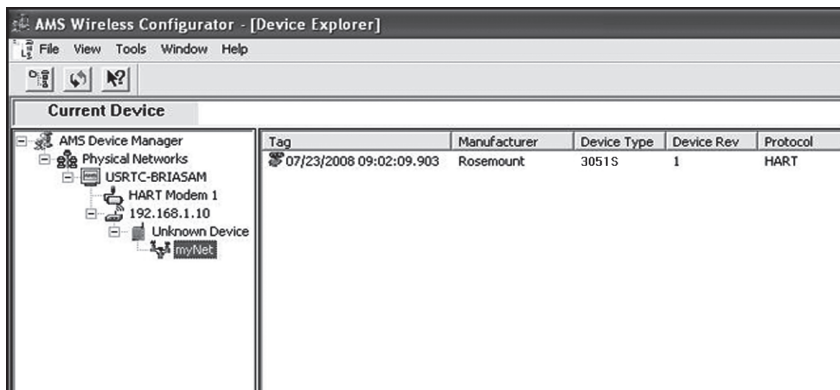 AMS Wireless Configurator - [Device Explorer]
File View Tools Window Help
Current Device
AMS Device Manager
Physical Networks
USRTC-BRIASAM
HART Modem 1
192.168.1.10
Unknown Device
myNet
Tag Manufacturer Device Type Device Rev Protocol
07/23/2008 09:02:09.903 Rosemount 3051S 1 HART